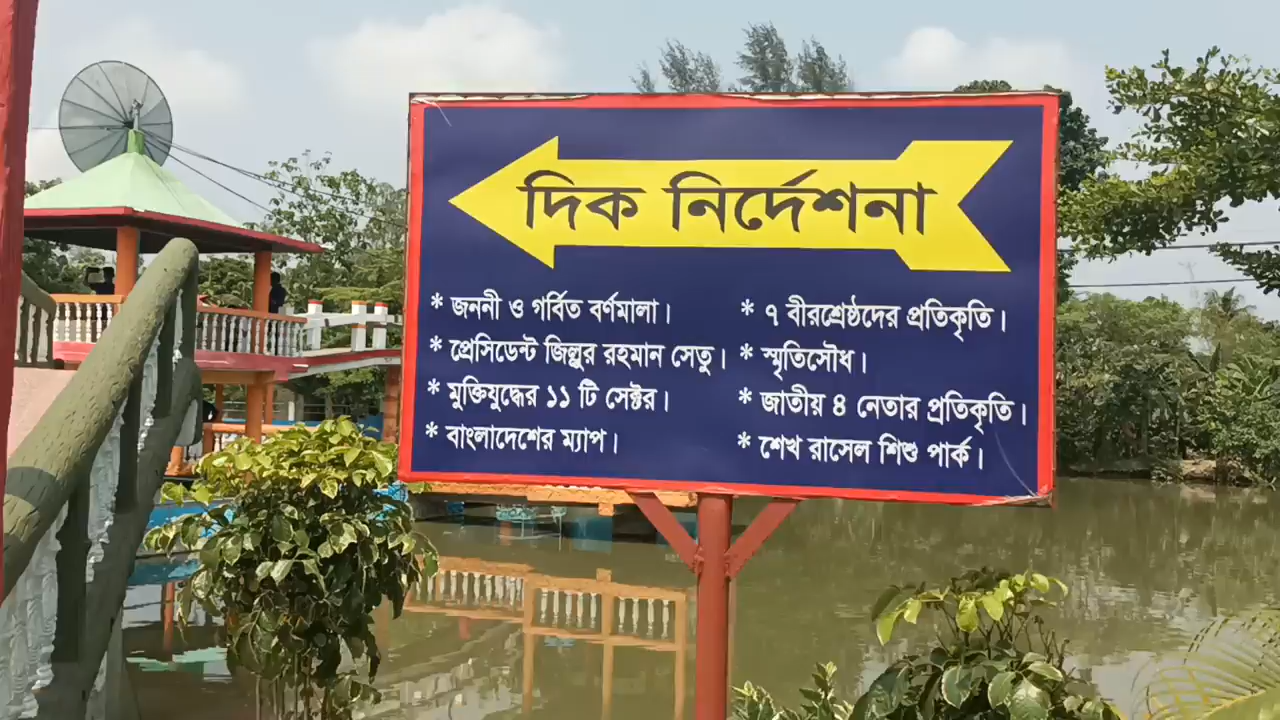 দিক নির্দেশনা
* জননী ও গর্বিত বর্ণমালা।
* প্রেসিডেন্ট জিল্লুর রহমান সেতু।
* মুক্তিযুদ্ধের ১১ টি সেক্টর।
* বাংলাদেশের ম্যাপ।
* ৭ বীরশ্রেষ্ঠদের প্রতিকৃতি।
* স্মৃতিসৌধ।
* জাতীয় ৪ নেতার প্রতিকৃতি।
* শেখ রাসেল শিশু পার্ক।